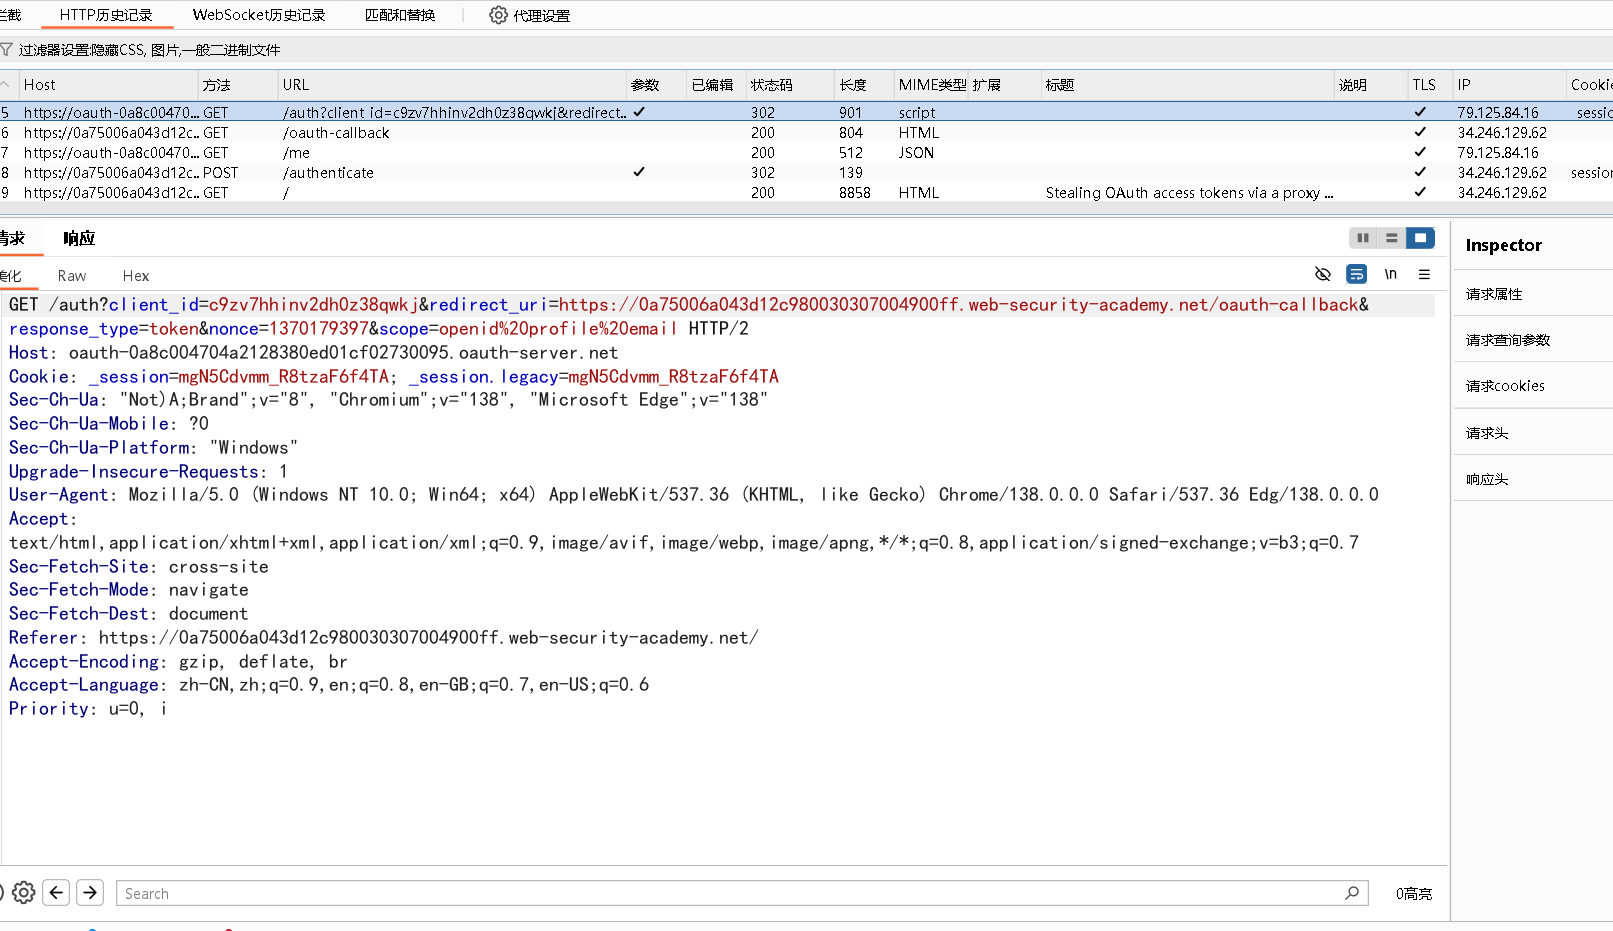 拦截 HTTP历史记录 WebSocket历史记录 匹配和替换 代理设置
过滤器设置:隐藏CSS, 图片,一般二进制文件
Host 方法 URL 参数 已编辑 状态码 长度 MIME类型 扩展 标题 说明 TLS IP Cookie
5 https://oauth-0a8c00470... GET /auth?client_id=c9zv7hhinv2dh0z38qwkj&redirect... ✓ 302 901 script ✓ 79.125.84.16 sessio
6 https://0a75006a043d12c... GET /oauth-callback 200 804 HTML ✓ 34.246.129.62
7 https://oauth-0a8c00470... GET /me 200 512 JSON ✓ 79.125.84.16
8 https://0a75006a043d12c... POST /authenticate ✓ 302 139 ✓ 34.246.129.62 session
9 https://0a75006a043d12c... GET / 200 8858 HTML Stealing OAuth access tokens via a proxy ... ✓ 34.246.129.62
请求 响应
美化 Raw Hex \n
GET /auth?client_id=c9zv7hhinv2dh0z38qwkj&redirect_uri=https://0a75006a043d12c980030307004900ff.web-security-academy.net/oauth-callback&
response_type=token&nonce=1370179397&scope=openid%20profile%20email HTTP/2
Host: oauth-0a8c004704a2128380ed01cf02730095.oauth-server.net
Cookie: _session=mgN5Cdvmm_R8tzaF6f4TA; _session.legacy=mgN5Cdvmm_R8tzaF6f4TA
Sec-Ch-Ua: "Not)A;Brand";v="8", "Chromium";v="138", "Microsoft Edge";v="138"
Sec-Ch-Ua-Mobile: ?0
Sec-Ch-Ua-Platform: "Windows"
Upgrade-Insecure-Requests: 1
User-Agent: Mozilla/5.0 (Windows NT 10.0; Win64; x64) AppleWebKit/537.36 (KHTML, like Gecko) Chrome/138.0.0.0 Safari/537.36 Edg/138.0.0.0
Accept:
text/html,application/xhtml+xml,application/xml;q=0.9,image/avif,image/webp,image/apng,*/*;q=0.8,application/signed-exchange;v=b3;q=0.7
Sec-Fetch-Site: cross-site
Sec-Fetch-Mode: navigate
Sec-Fetch-Dest: document
Referer: https://0a75006a043d12c980030307004900ff.web-security-academy.net/
Accept-Encoding: gzip, deflate, br
Accept-Language: zh-CN,zh;q=0.9,en;q=0.8,en-GB;q=0.7,en-US;q=0.6
Priority: u=0, i
Inspector
请求属性
请求查询参数
请求cookies
请求头
响应头
Search 0高亮